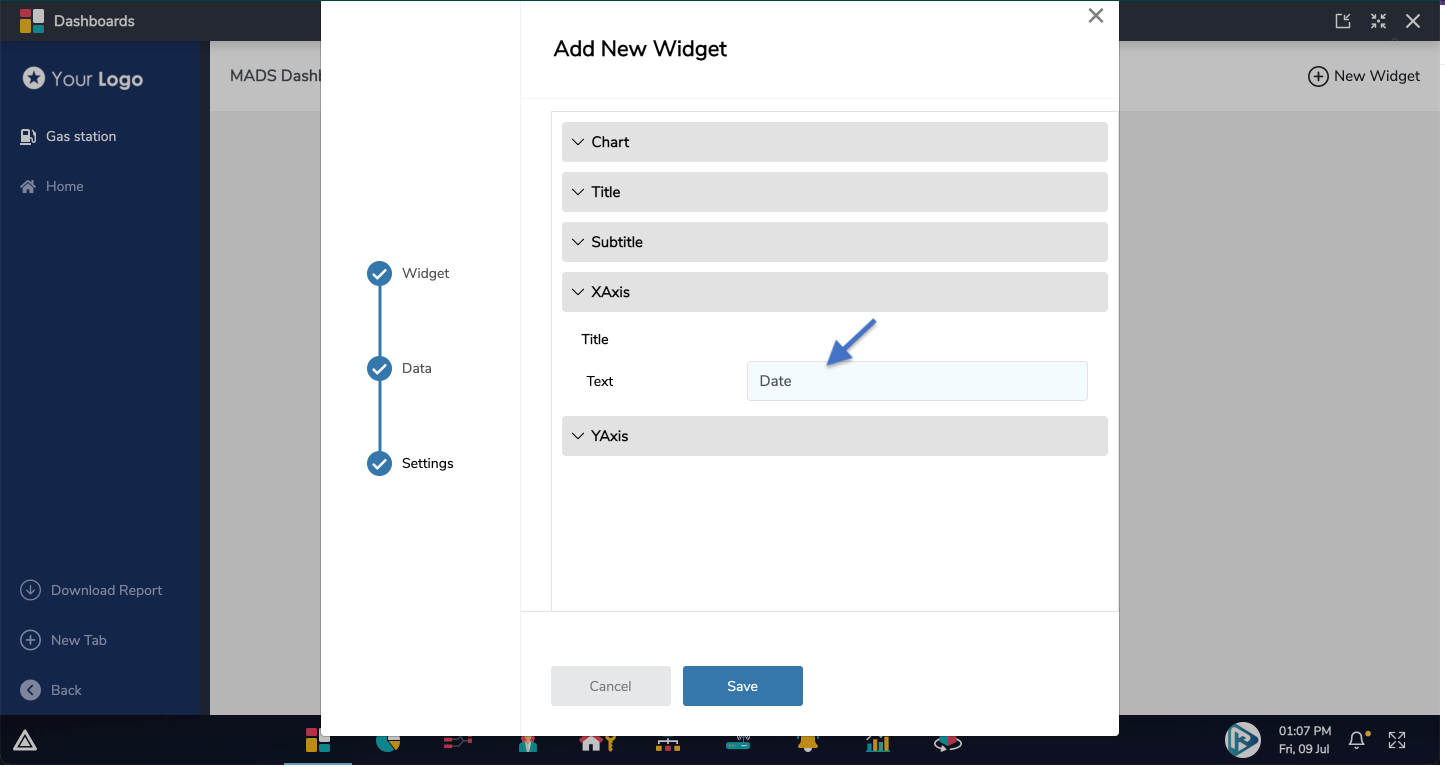 Dashboards
Your Logo
MADS Dashb
New Widget
Gas station
Home
Download Report
New Tab
Back
Widget
Data
Settings
Add New Widget
Chart
Title
Subtitle
XAxis
Title
Text
Date
YAxis
Cancel
Save
01:07 PM
Fri, 09 Jul